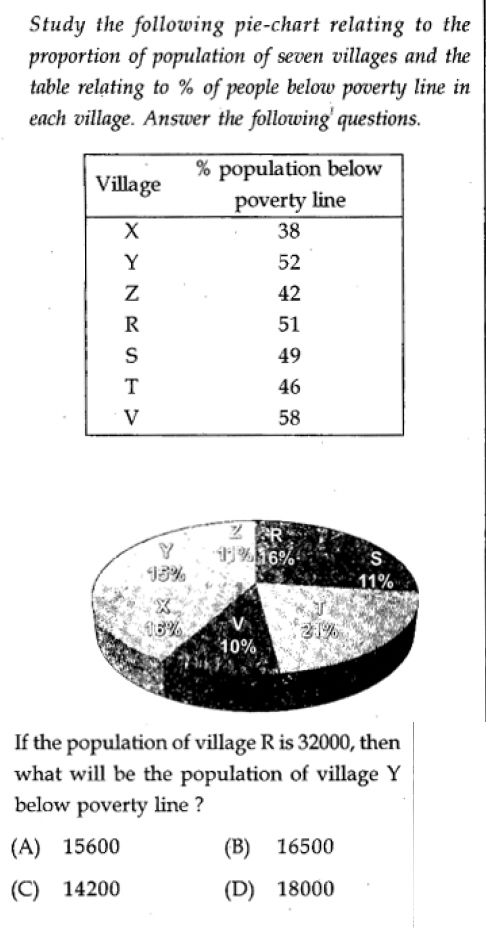 Study the following pie-chart relating to the
proportion of population of seven villages and the
table relating to % of people below poverty line in
each village. Answer the following questions.
Village
% population below
poverty line
X 38
Y 52
Z 42
R 51
S 49
T 46
V 58
Z
11%
R
16%
Y
15%
S
11%
X
16%
T
21%
V
10%
If the population of village R is 32000, then
what will be the population of village Y
below poverty line ?
(A) 15600 (B) 16500
(C) 14200 (D) 18000